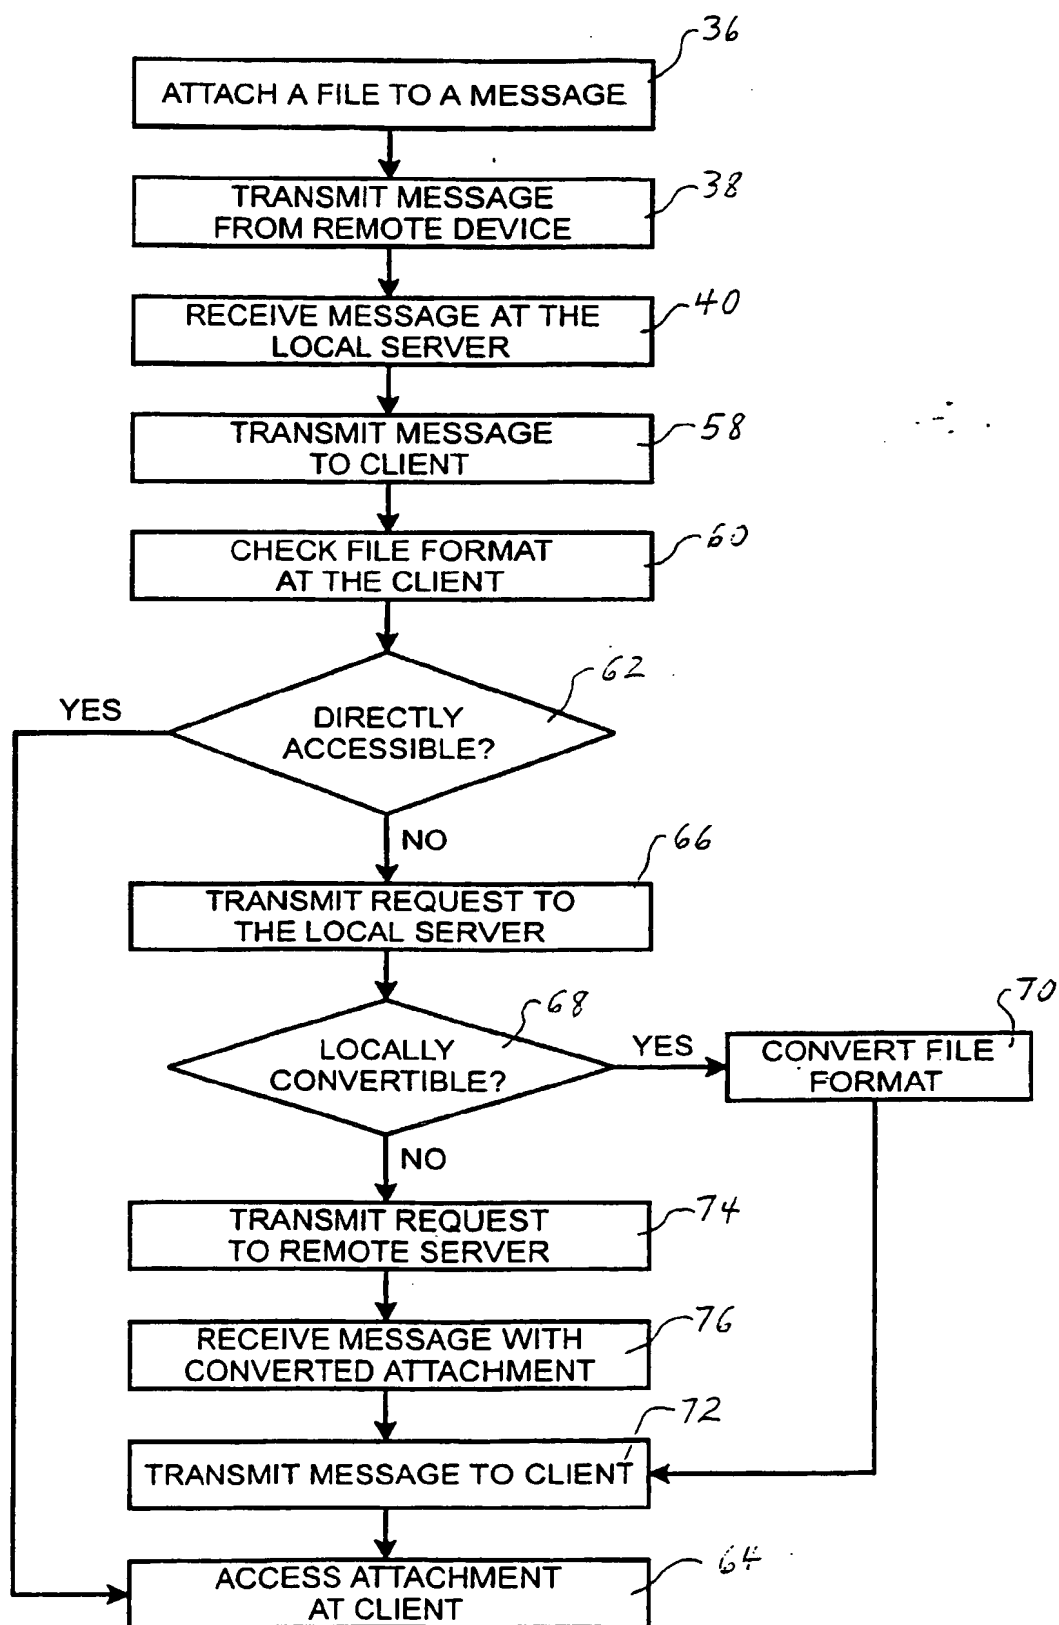 36
ATTACH A FILE TO A MESSAGE
38
TRANSMIT MESSAGE
FROM REMOTE DEVICE
40
RECEIVE MESSAGE AT THE
LOCAL SERVER
58
TRANSMIT MESSAGE
TO CLIENT
60
CHECK FILE FORMAT
AT THE CLIENT
62
YES
DIRECTLY
ACCESSIBLE?
NO
66
TRANSMIT REQUEST TO
THE LOCAL SERVER
68
70
LOCALLY
CONVERTIBLE?
YES
CONVERT FILE
FORMAT
NO
74
TRANSMIT REQUEST
TO REMOTE SERVER
76
RECEIVE MESSAGE WITH
CONVERTED ATTACHMENT
72
TRANSMIT MESSAGE TO CLIENT
64
ACCESS ATTACHMENT
AT CLIENT